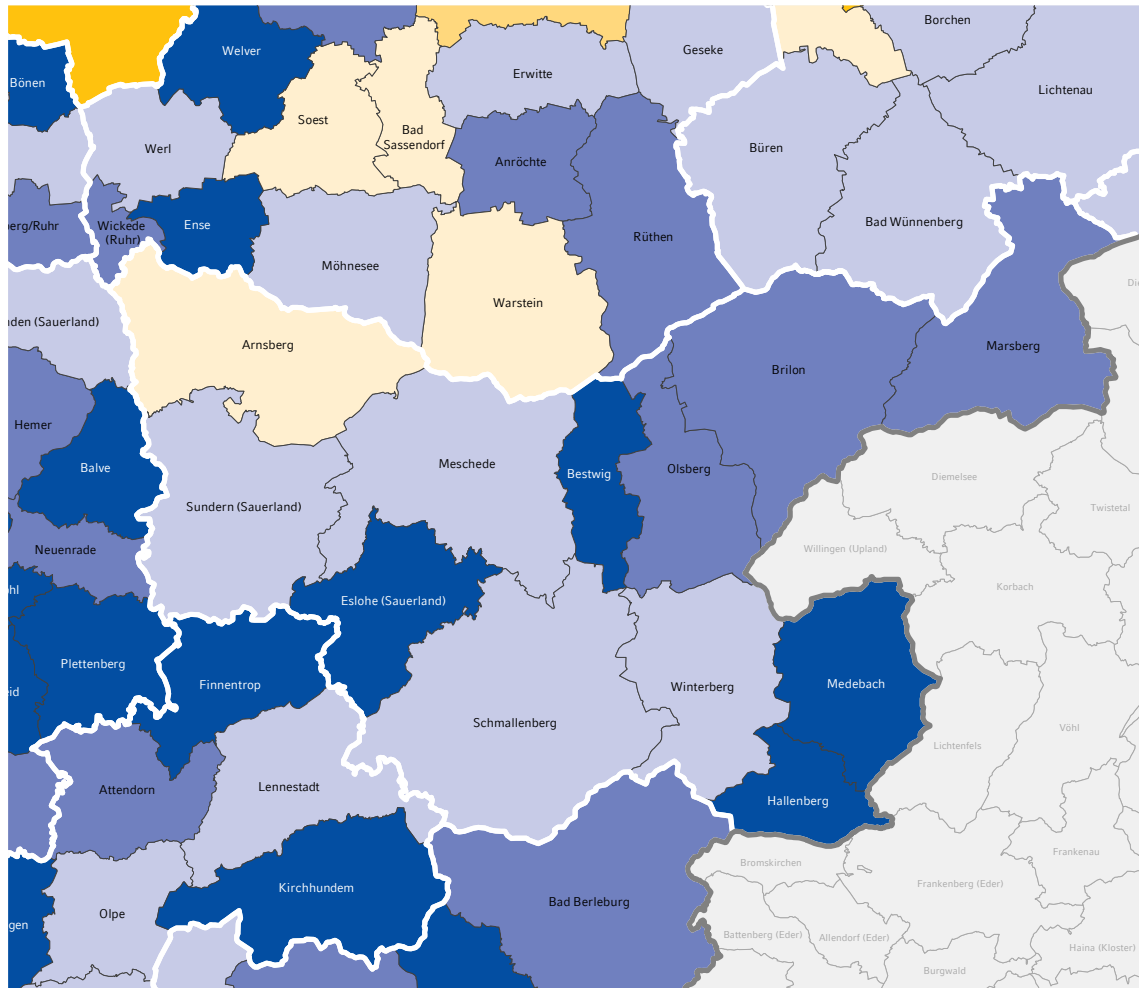 Borchen
Welver
Geseke
Erwitte
Bönen
Lichtenau
Soest
Bad
Sassendorf
Werl
Büren
Anröchte
Bad Wünnenberg
Ense
Wickede
(Ruhr)
berg/Ruhr
Rüthen
Möhnesee
Warstein
nden (Sauerland)
Arnsberg
Marsberg
Brilon
Hemer
Balve
Meschede
Bestwig
Olsberg
Diemelsee
Sundern (Sauerland)
Twistetal
Neuenrade
Willingen (Upland)
Korbach
ohl
Eslohe (Sauerland)
Plettenberg
Finnentrop
eid
Winterberg
Medebach
Schmallenberg
Vöhl
Lichtenfels
Attendorn
Lennestadt
Hallenberg
Frankenau
Bromskirchen
Frankenberg (Eder)
Kirchhundem
Bad Berleburg
Olpe
gen
Battenberg (Eder)
Allendorf (Eder)
Haina (Kloster)
Burgwald